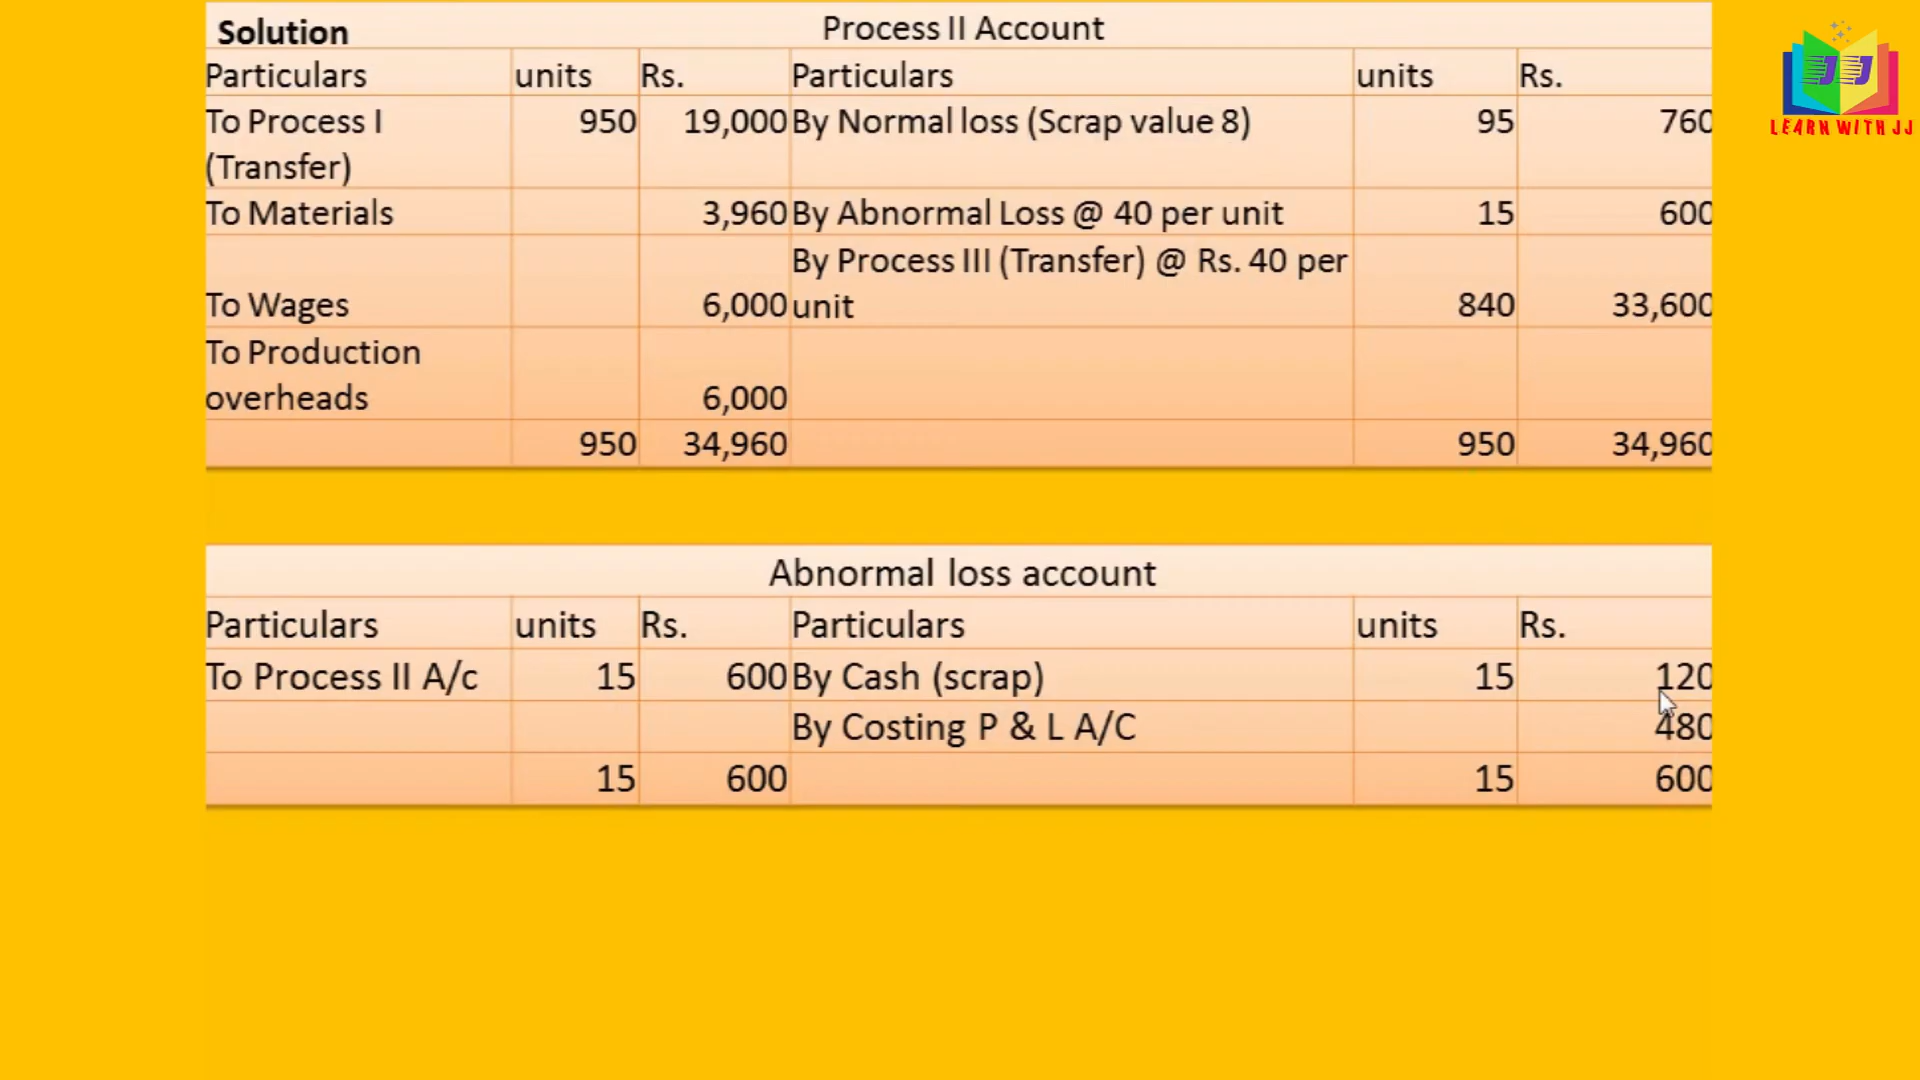 Solution
Process II Account
Particulars units Rs. Particulars units Rs.
To Process I (Transfer) 950 19,000 By Normal loss (Scrap value 8) 95 760
To Materials 3,960 By Abnormal Loss @ 40 per unit 15 600
To Wages 6,000 By Process III (Transfer) @ Rs. 40 per unit 840 33,600
To Production overheads 6,000
950 34,960 950 34,960
Abnormal loss account
Particulars units Rs. Particulars units Rs.
To Process II A/c 15 600 By Cash (scrap) 15 120
By Costing P & L A/C 480
15 600 15 600
JJ
LEARN WITH JJ